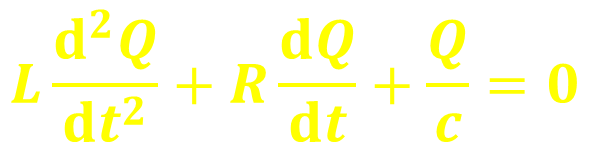 L d²Q/dt² + R dQ/dt + Q/c = 0